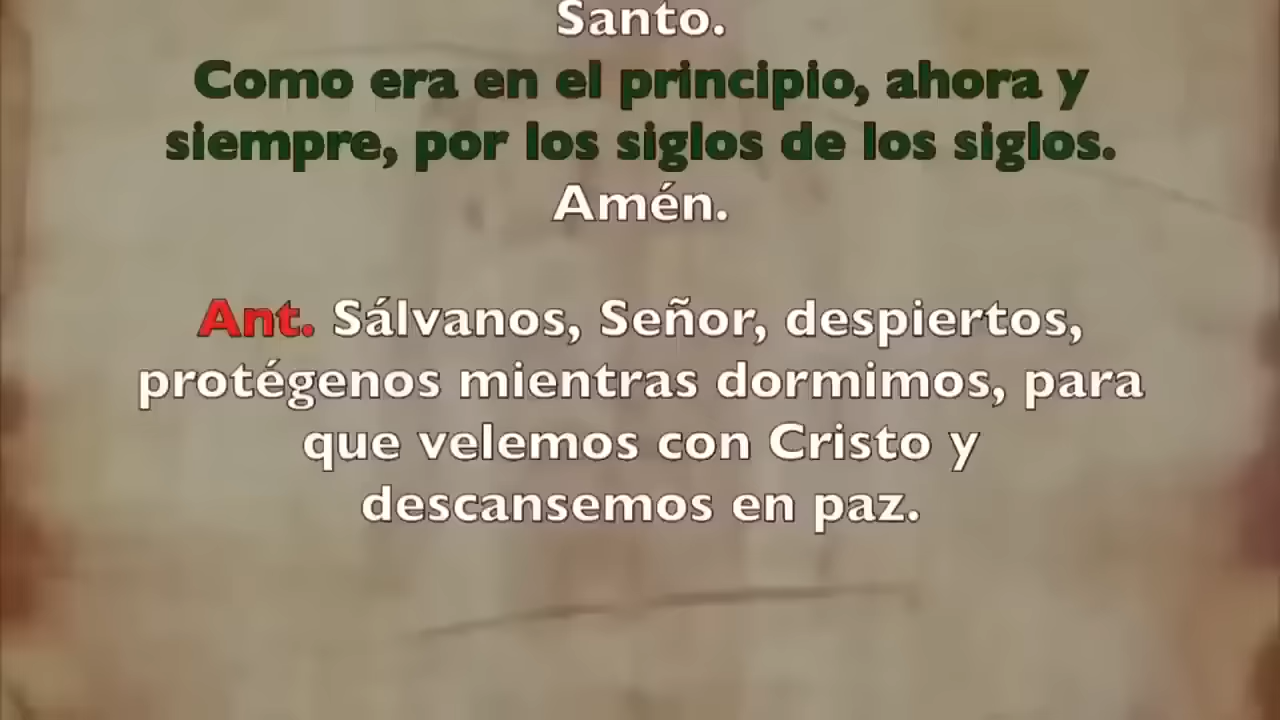 Santo.
Como era en el principio, ahora y
siempre, por los siglos de los siglos.
Amén.
Ant. Sálvanos, Señor, despiertos,
protégenos mientras dormimos, para
que velemos con Cristo y
descansemos en paz.